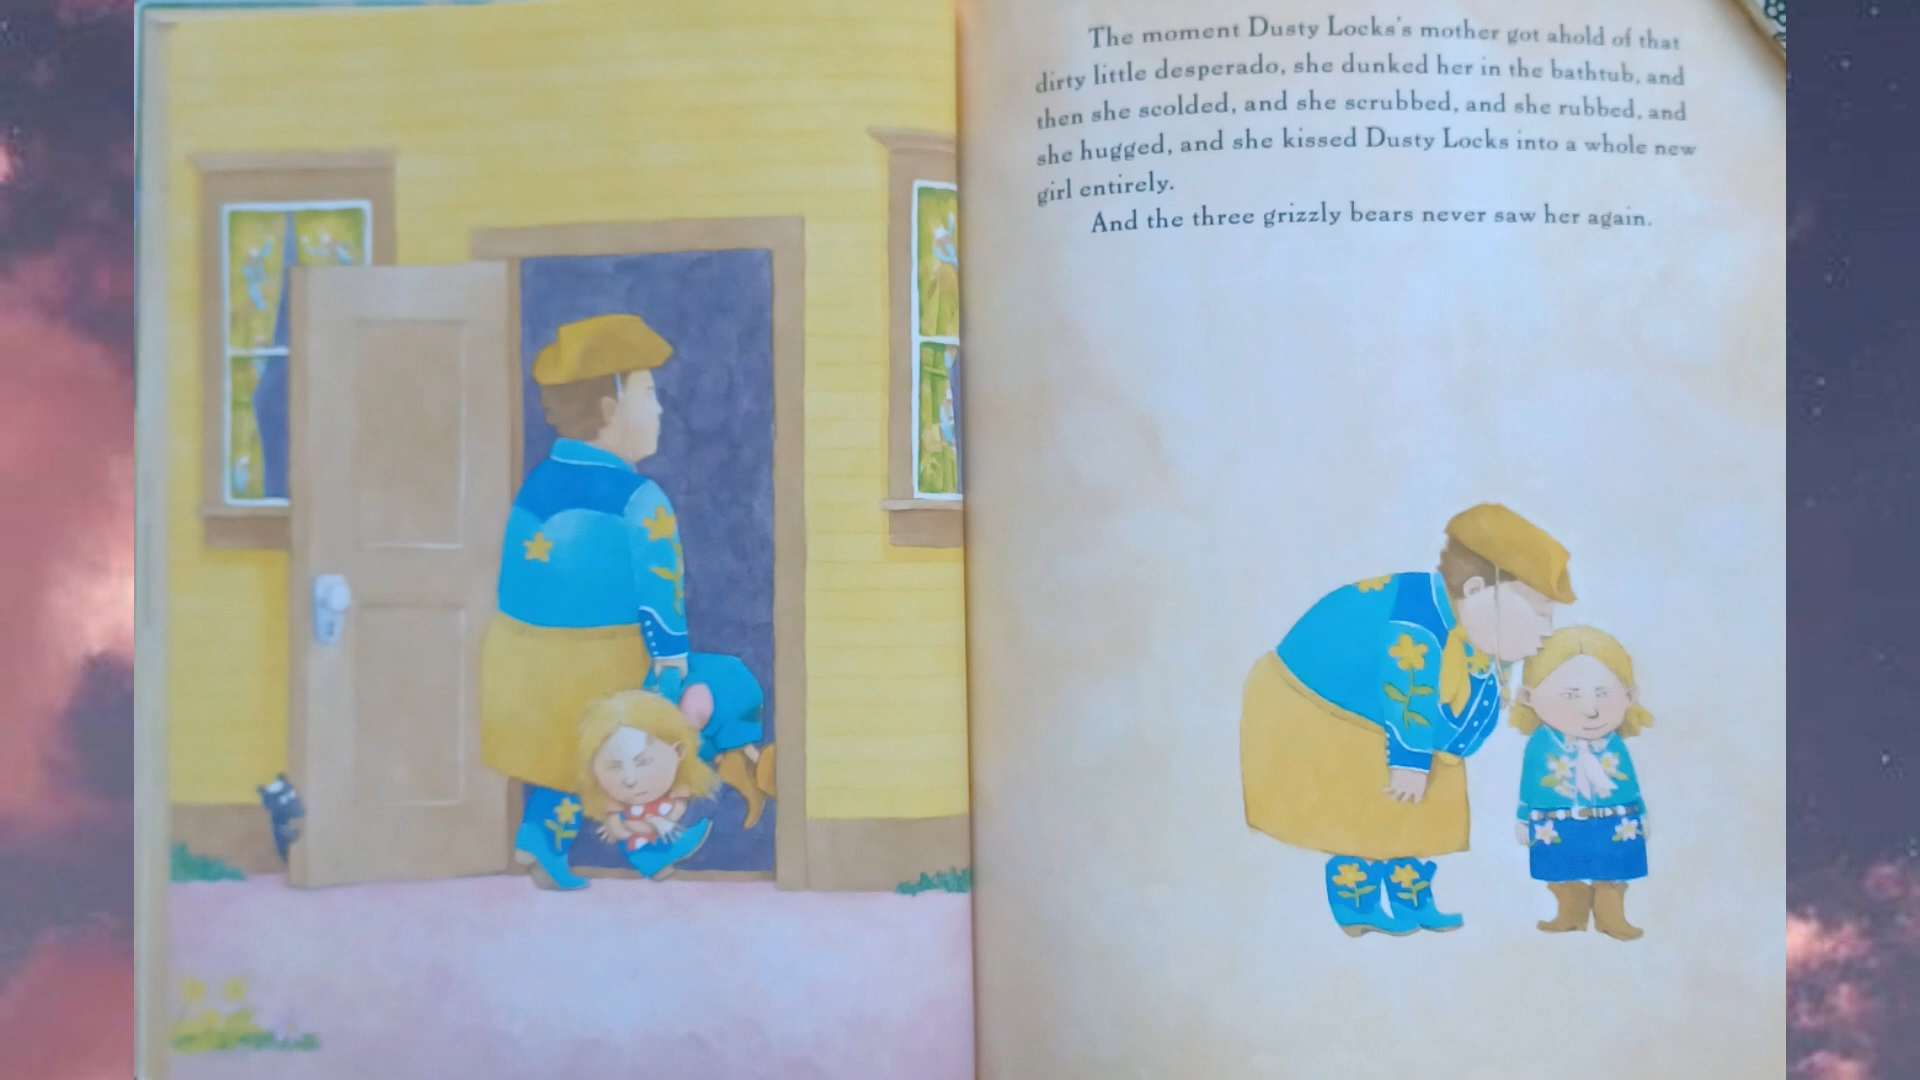 The moment Dusty Locks's mother got ahold of that
dirty little desperado, she dunked her in the bathtub, and
then she scolded, and she scrubbed, and she rubbed, and
she hugged, and she kissed Dusty Locks into a whole new
girl entirely.
And the three grizzly bears never saw her again.